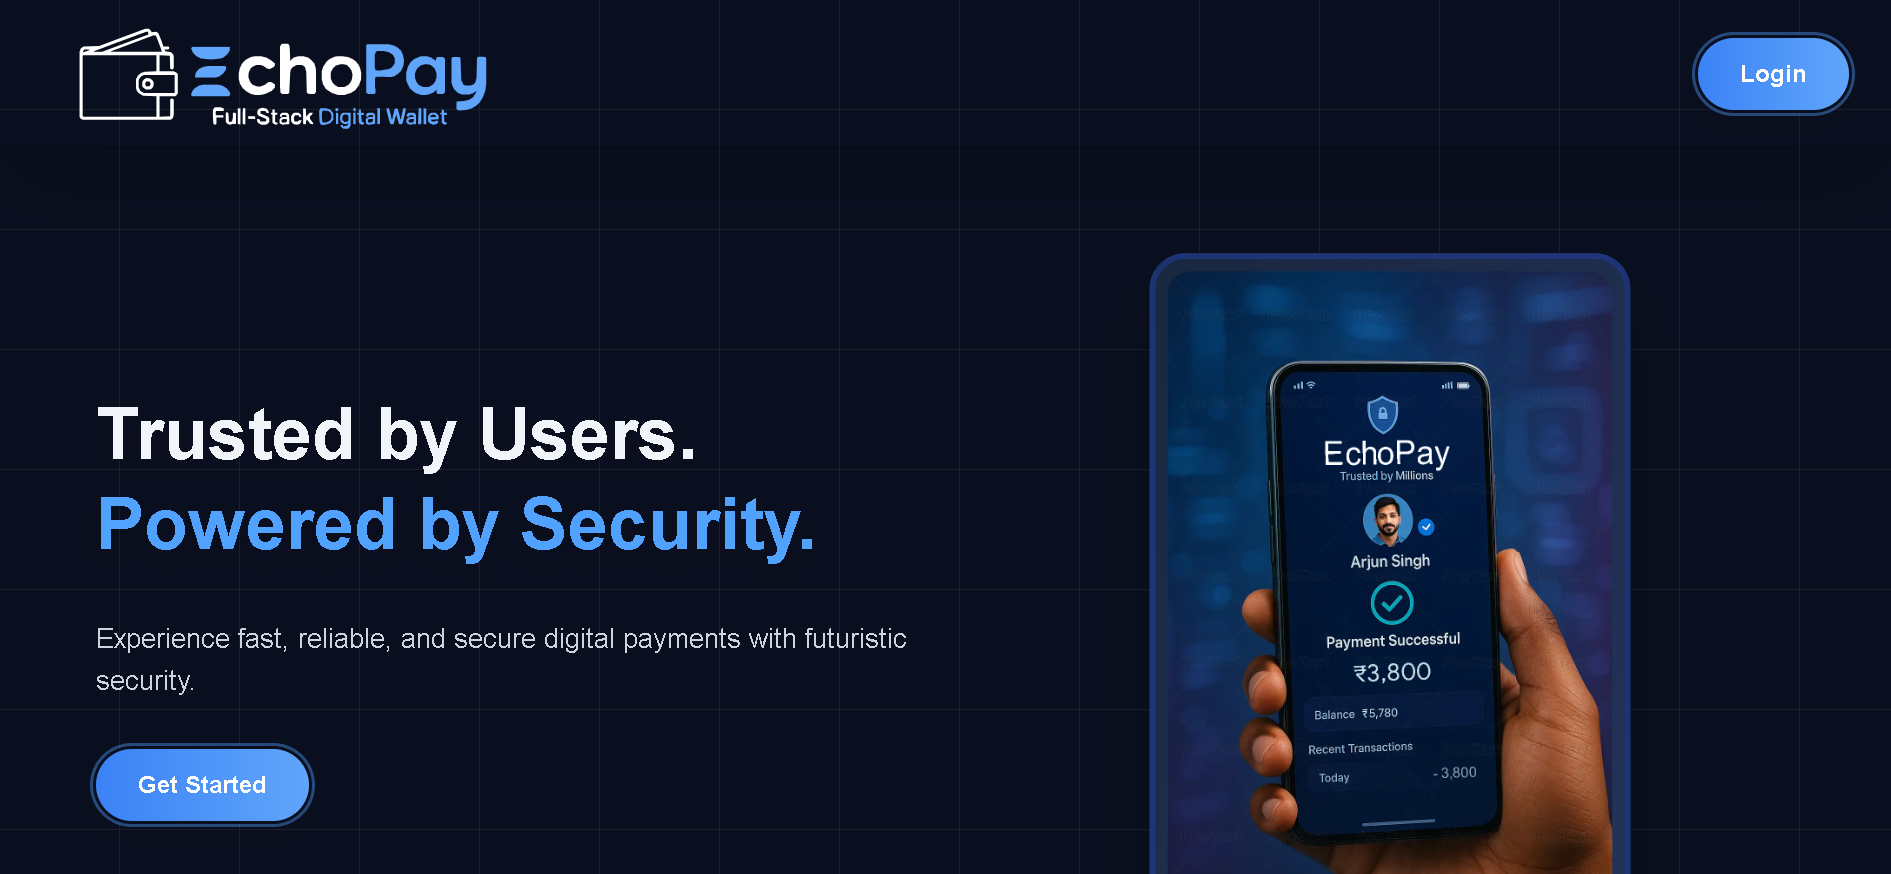 EchoPay
Full-Stack Digital Wallet
Login
Trusted by Users.
Powered by Security.
Experience fast, reliable, and secure digital payments with futuristic
security.
Get Started
EchoPay
Trusted by Millions
Arjun Singh
Payment Successful
₹3,800
Balance ₹5,780
Recent Transactions
Today - 3,800